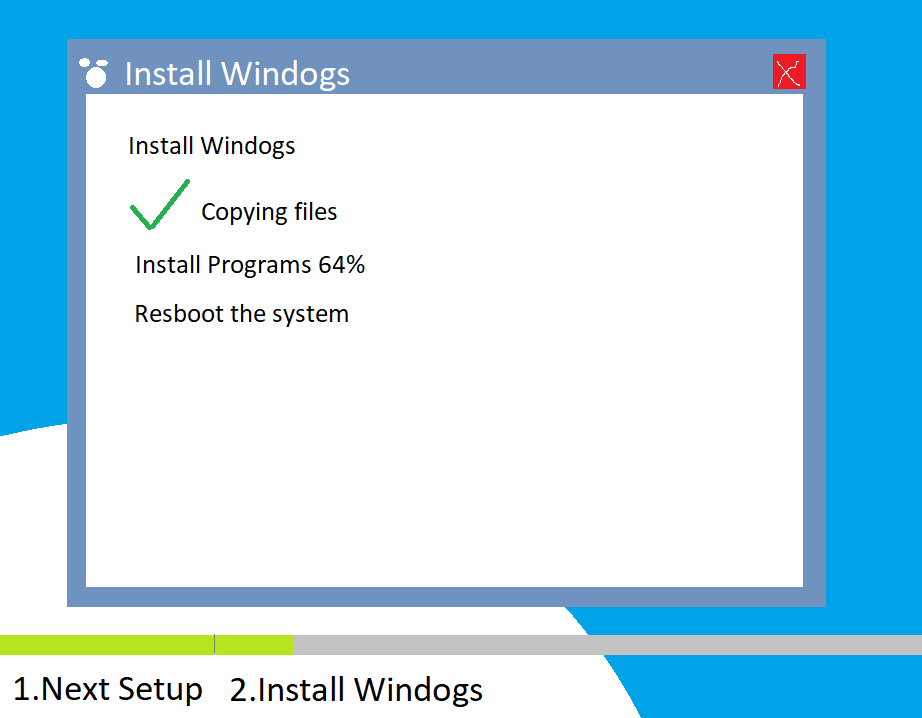 Install Windogs
Install Windogs
Copying files
Install Programs 64%
Resboot the system
1.Next Setup 2.Install Windogs